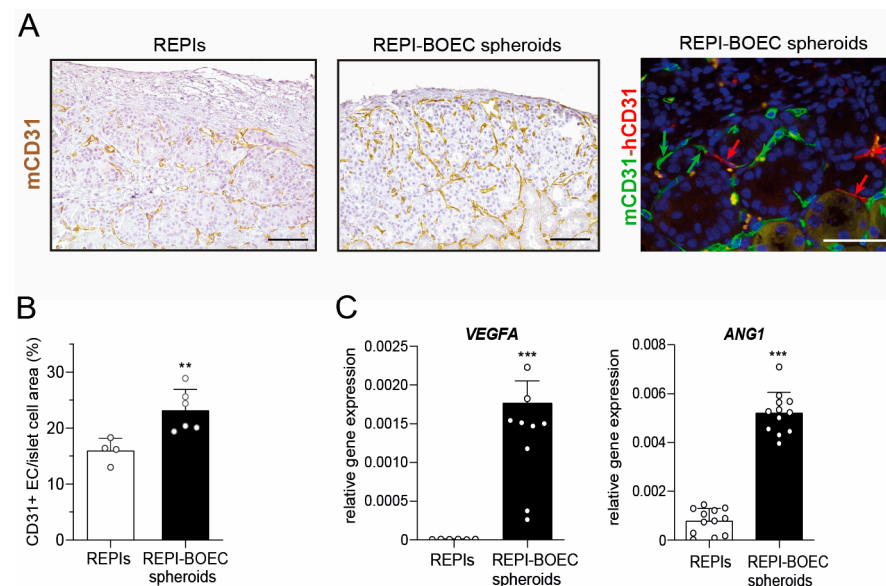 A
REPIs
REPI-BOEC spheroids
REPI-BOEC spheroids
mCD31
mCD31-hCD31
B
CD31+ EC/islet cell area (%)
30
20
10
0
**
REPIs
REPI-BOEC
spheroids
C
VEGFA
relative gene expression
0.0025
0.0020
0.0015
0.0010
0.0005
0
***
REPIs
REPI-BOEC
spheroids
ANG1
relative gene expression
0.008
0.006
0.004
0.002
0
***
REPIs
REPI-BOEC
spheroids